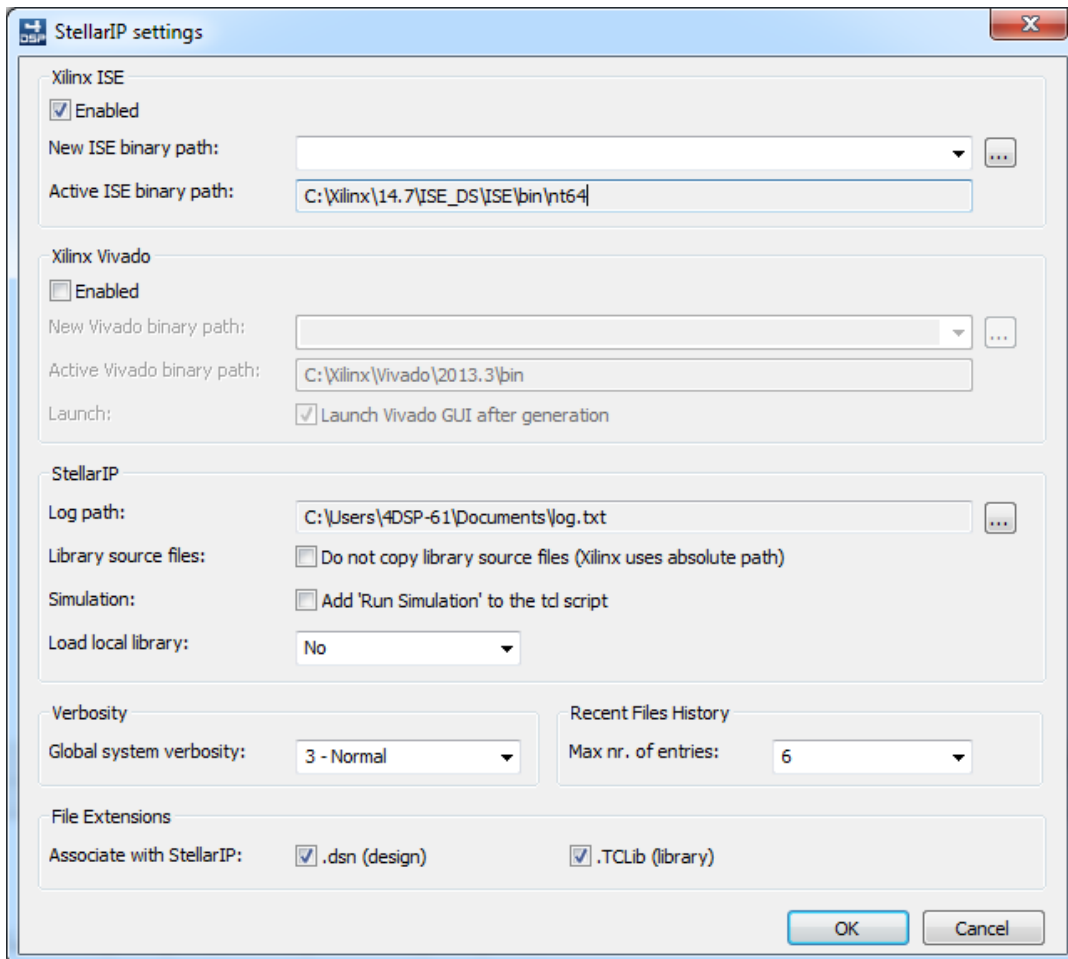 4
DSP
StellarIP settings
Xilinx ISE
Enabled
New ISE binary path:
...
Active ISE binary path: C:\Xilinx\14.7\ISE_DS\ISE\bin\nt64
Xilinx Vivado
Enabled
New Vivado binary path:
...
Active Vivado binary path: C:\Xilinx\Vivado\2013.3\bin
Launch: Launch Vivado GUI after generation
StellarIP
Log path: C:\Users\4DSP-61\Documents\log.txt ...
Library source files: Do not copy library source files (Xilinx uses absolute path)
Simulation: Add 'Run Simulation' to the tcl script
Load local library: No
Verbosity
Global system verbosity: 3 - Normal
Recent Files History
Max nr. of entries: 6
File Extensions
Associate with StellarIP: .dsn (design) .TCLib (library)
OK Cancel